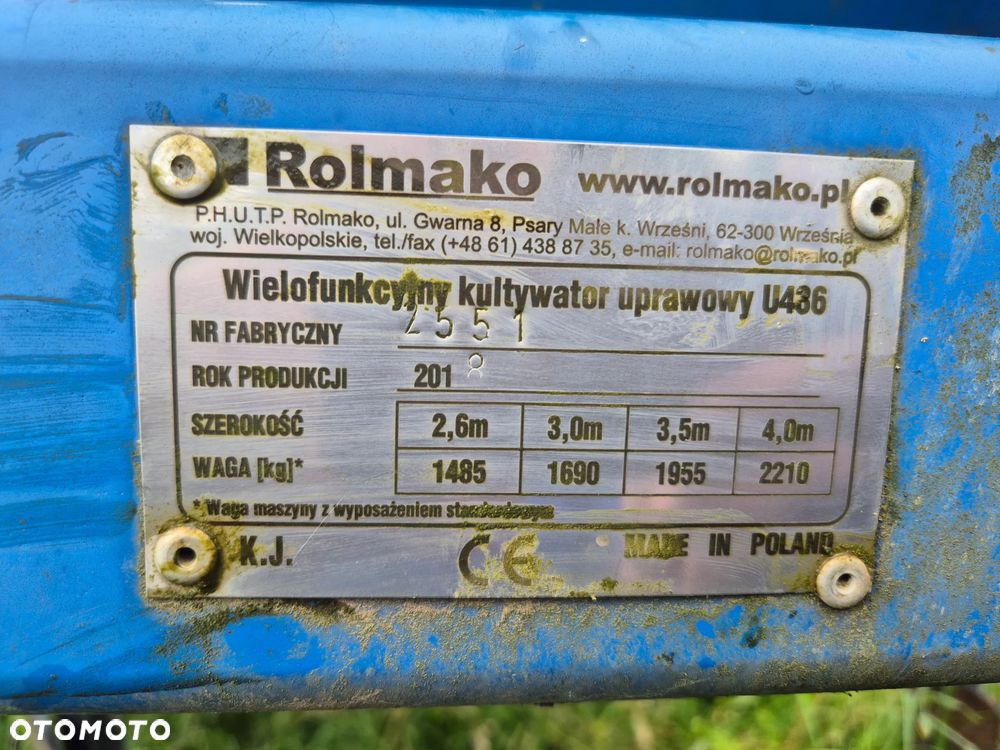 Rolmako www.rolmako.pl
P.H.U.T.P. Rolmako, ul. Gwarna 8, Psary Małe k. Wrześni, 62-300 Września
woj. Wielkopolskie, tel./fax (+48 61) 438 87 35, e-mail: rolmako@rolmako.pl
Wielofunkcyjny kultywator uprawowy U436
NR FABRYCZNY 2551
ROK PRODUKCJI 2018
SZEROKOŚĆ 2,6m 3,0m 3,5m 4,0m
WAGA [kg]* 1485 1690 1955 2210
* Waga maszyny z wyposażeniem standardowym
K.J. CE MADE IN POLAND
OTOMOTO